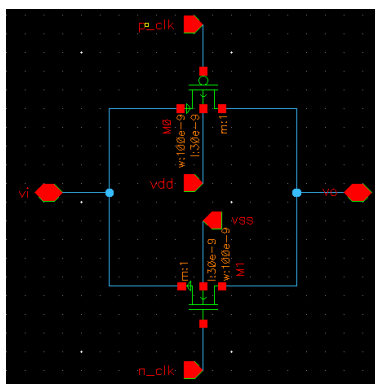 p_clk
M0
w:100e-9
l:30e-9
m:1
vdd
vi
vo
vss
m:1
l:30e-9
w:100e-9
M1
n_clk